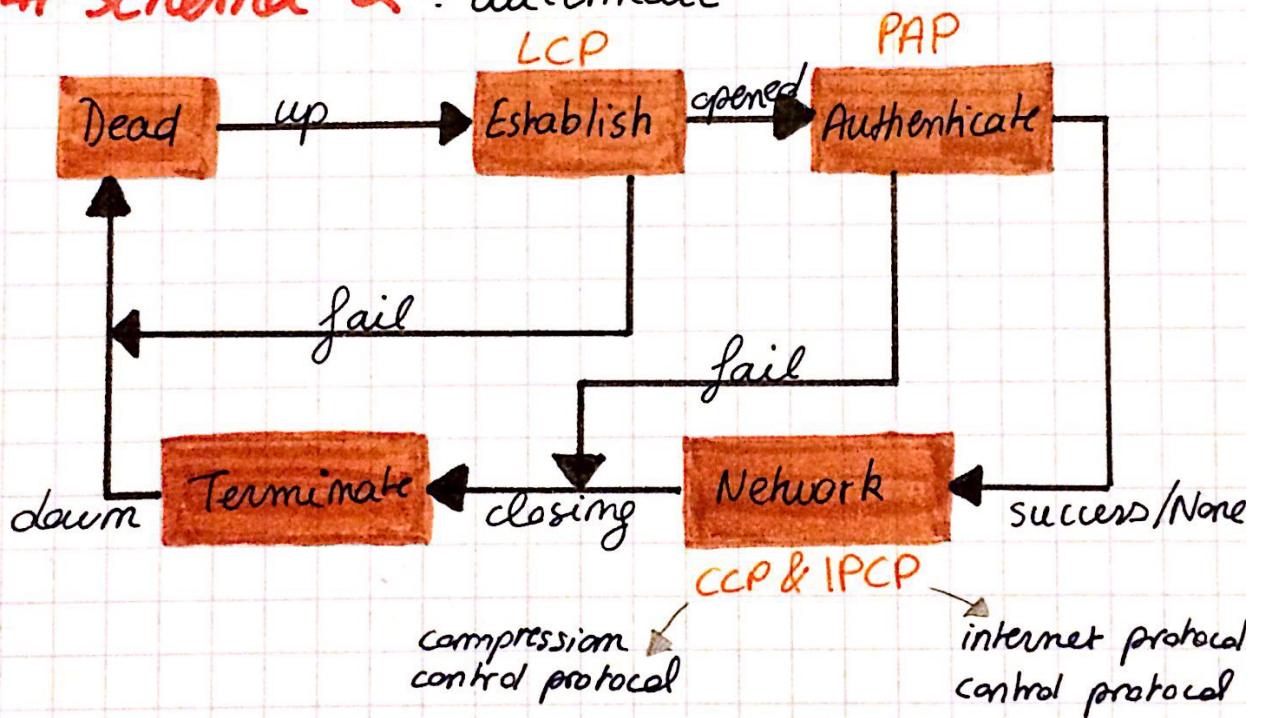 schema
LCP
PAP
Dead
up
Establish
opened
Authenticate
fail
fail
down
Terminate
closing
Network
success/None
CCP & IPCP
compression
control protocol
internet protocol
control protocol